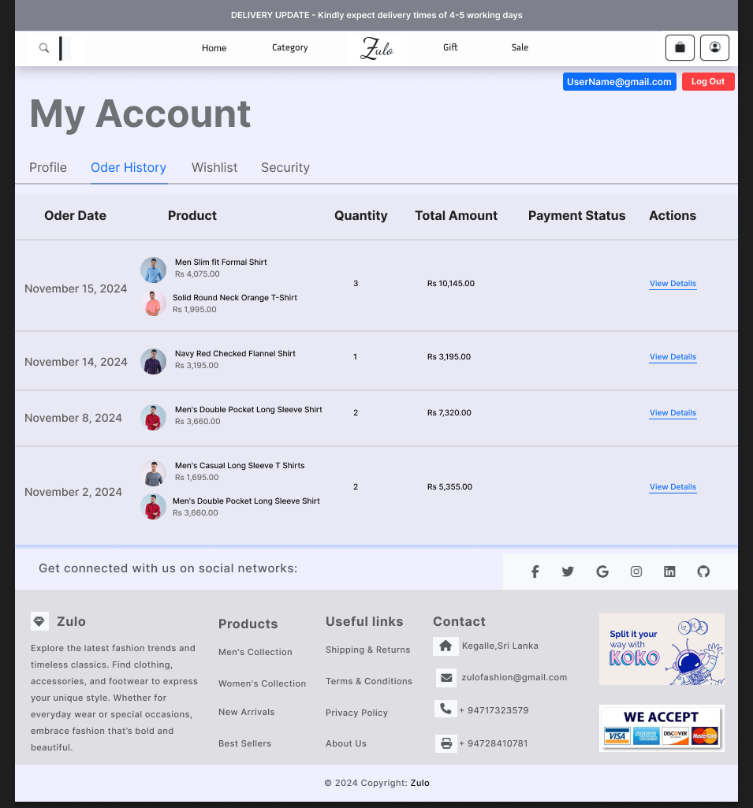 DELIVERY UPDATE - Kindly expect delivery times of 4-5 working days
Home Category Zulo Gift Sale
UserName@gmail.com Log Out
My Account
Profile Oder History Wishlist Security
Oder Date Product Quantity Total Amount Payment Status Actions
Men Slim fit Formal Shirt
Rs 4,075.00
November 15, 2024 3 Rs 10,145.00 View Details
Solid Round Neck Orange T-Shirt
Rs 1,995.00
Navy Red Checked Flannel Shirt
November 14, 2024 1 Rs 3,195.00 View Details
Rs 3,195.00
Men's Double Pocket Long Sleeve Shirt
November 8, 2024 2 Rs 7,320.00 View Details
Rs 3,660.00
Men's Casual Long Sleeve T Shirts
Rs 1,695.00
November 2, 2024 2 Rs 5,355.00 View Details
Men's Double Pocket Long Sleeve Shirt
Rs 3,660.00
Get connected with us on social networks:
Zulo
Explore the latest fashion trends and
timeless classics. Find clothing,
accessories, and footwear to express
your unique style. Whether for
everyday wear or special occasions,
embrace fashion that's bold and
beautiful.
Products
Men's Collection
Women's Collection
New Arrivals
Best Sellers
Useful links
Shipping & Returns
Terms & Conditions
Privacy Policy
About Us
Contact
Kegalle,Sri Lanka
zulofashion@gmail.com
+ 94717323579
+ 94728410781
Split it your
way with
KOKO
WE ACCEPT
VISA DISCOVER MasterCard
© 2024 Copyright: Zulo